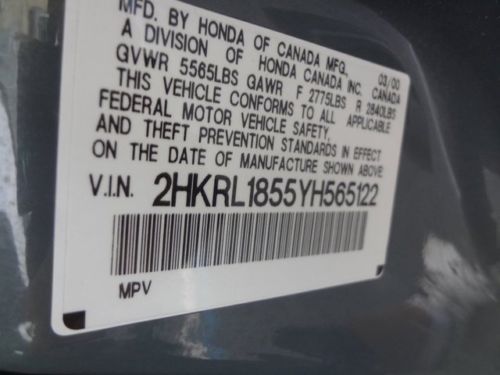 MFD. BY HONDA OF CANADA MFG.,
A DIVISION OF HONDA CANADA INC. CANADA 03/00
GVWR 5565LBS GAWR F 2775LBS R 2840LBS
THIS VEHICLE CONFORMS TO ALL APPLICABLE
FEDERAL MOTOR VEHICLE SAFETY,
AND THEFT PREVENTION STANDARDS IN EFFECT
ON THE DATE OF MANUFACTURE SHOWN ABOVE.
V.I.N. 2HKRL1855YH565122
MPV